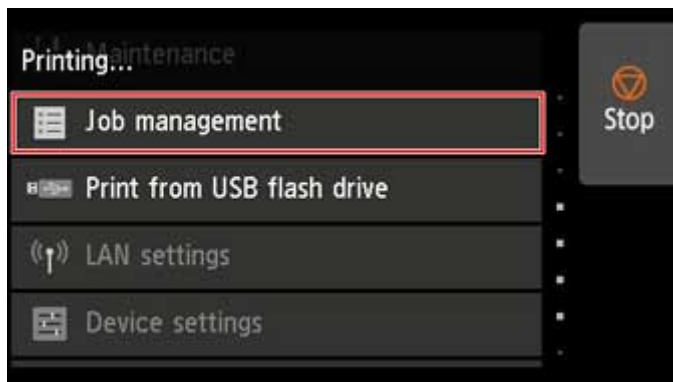 Maintenance
Printing...
Job management
Stop
Print from USB flash drive
LAN settings
Device settings